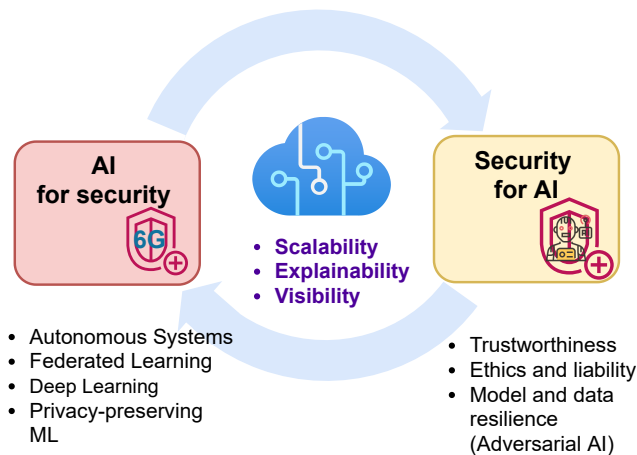 AI
for security
6G
Security
for AI
AI
• Scalability
• Explainability
• Visibility
• Autonomous Systems
• Federated Learning
• Deep Learning
• Privacy-preserving
ML
• Trustworthiness
• Ethics and liability
• Model and data
resilience
(Adversarial AI)